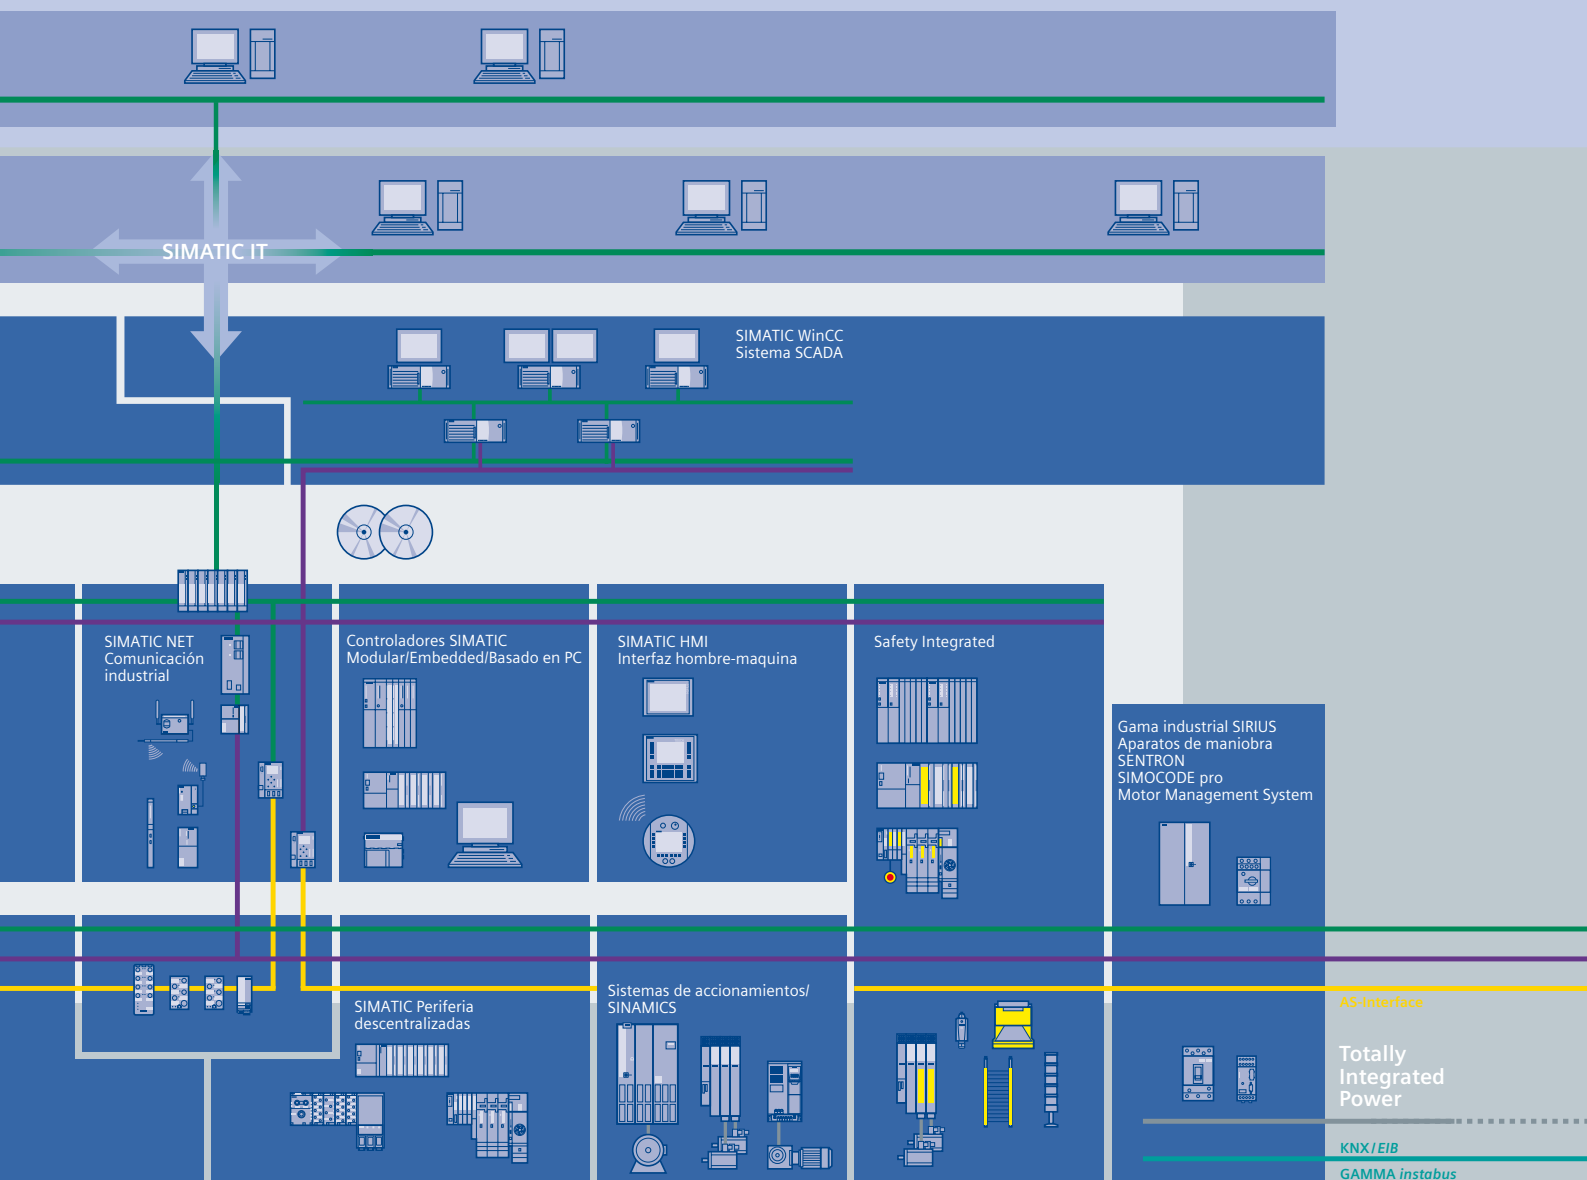 SIMATIC IT
SIMATIC WinCC
Sistema SCADA
SIMATIC NET
Comunicación
industrial
Controladores SIMATIC
Modular/Embedded/Basado en PC
SIMATIC HMI
Interfaz hombre-maquina
Safety Integrated
Gama industrial SIRIUS
Aparatos de maniobra
SENTRON
SIMOCODE pro
Motor Management System
SIMATIC Periferia
descentralizadas
Sistemas de accionamientos/
SINAMICS
AS-Interface
Totally
Integrated
Power
KNX/EIB
GAMMA instabus